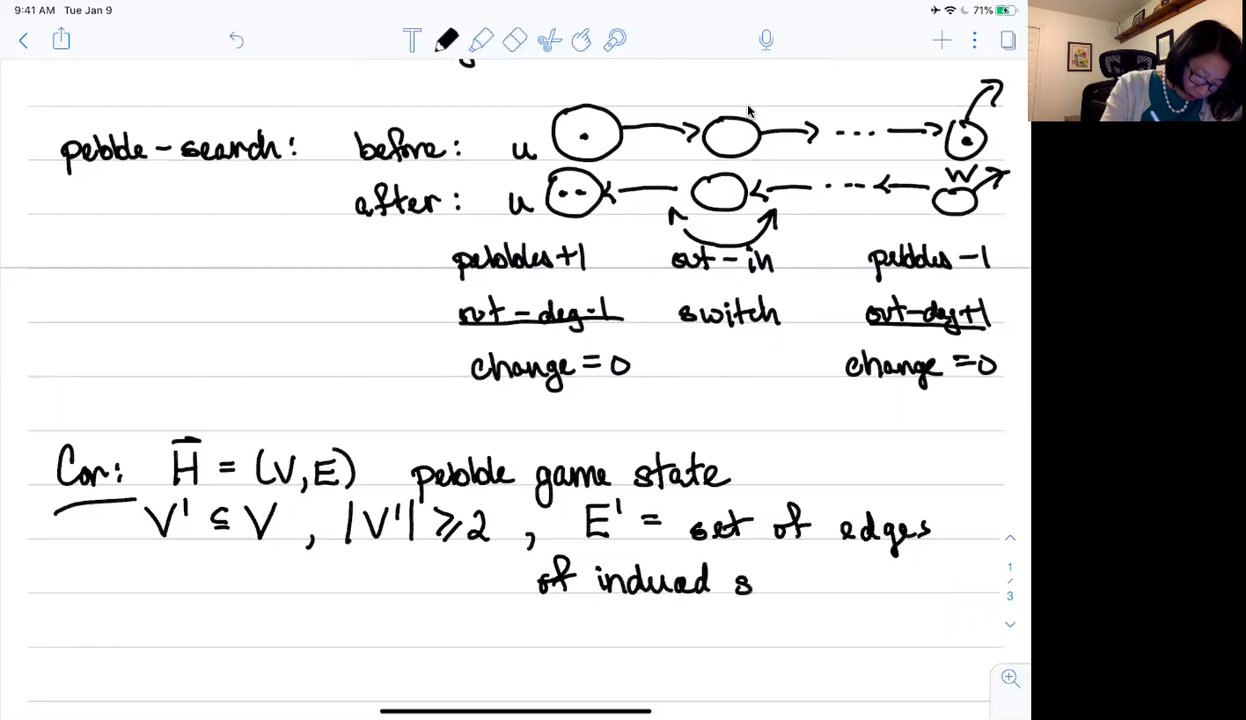 9:41 AM Tue Jan 9
71%
pebble-search: before: u
w
after: u
pebbles+1 out-in pebbles-1
out-deg-1 switch out-deg+1
change=0 change=0
Cor: H = (V,E) pebble game state
V' ⊆ V, |V'| ≥ 2, E' = set of edges
of induced s
1
/
3